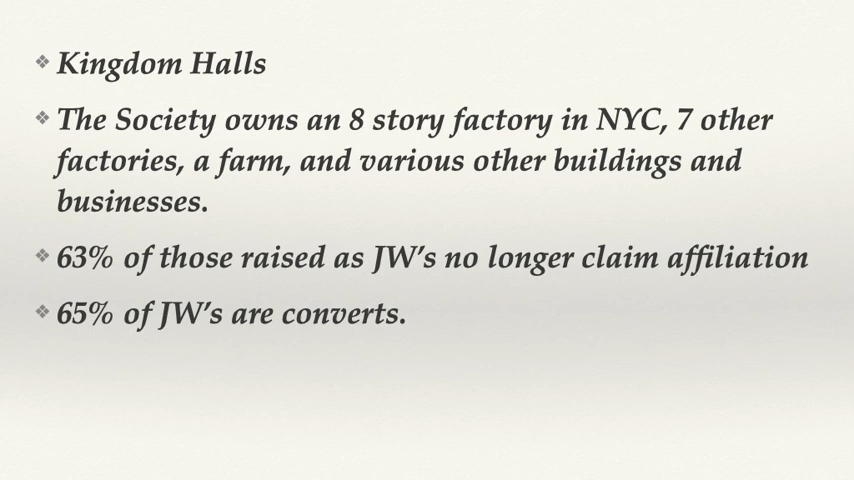 ❖ Kingdom Halls
❖ The Society owns an 8 story factory in NYC, 7 other
factories, a farm, and various other buildings and
businesses.
❖ 63% of those raised as JW’s no longer claim affiliation
❖ 65% of JW’s are converts.